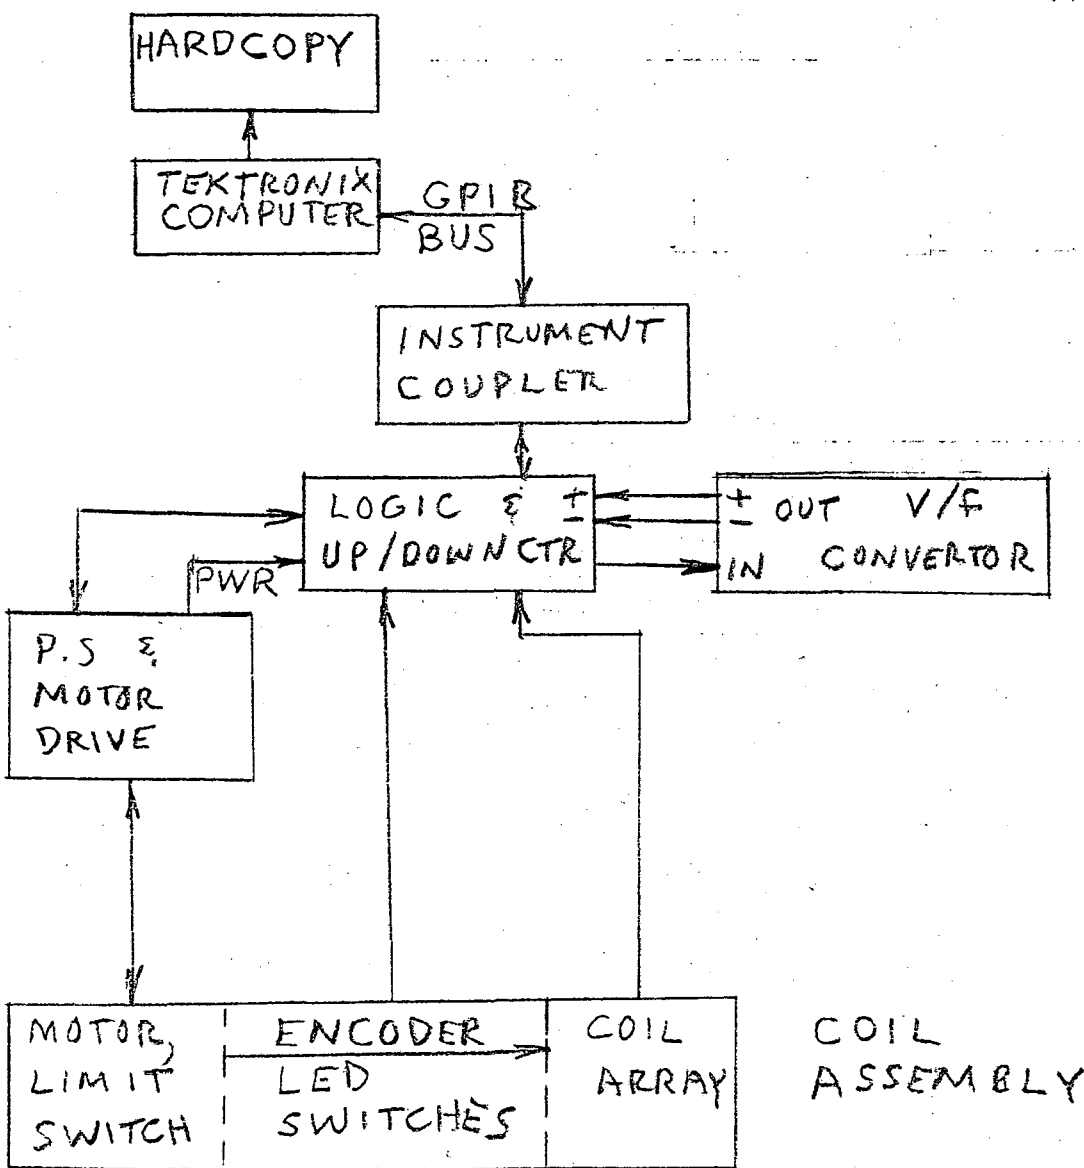 HARDCOPY
TEKTRONIX
COMPUTER
GPIB
BUS
INSTRUMENT
COUPLER
LOGIC & +
-
UP/DOWN CTR
+ OUT V/F
-
IN CONVERTOR
PWR
P.S &
MOTOR
DRIVE
MOTOR,
LIMIT
SWITCH
ENCODER
LED
SWITCHES
COIL
ARRAY
COIL
ASSEMBLY